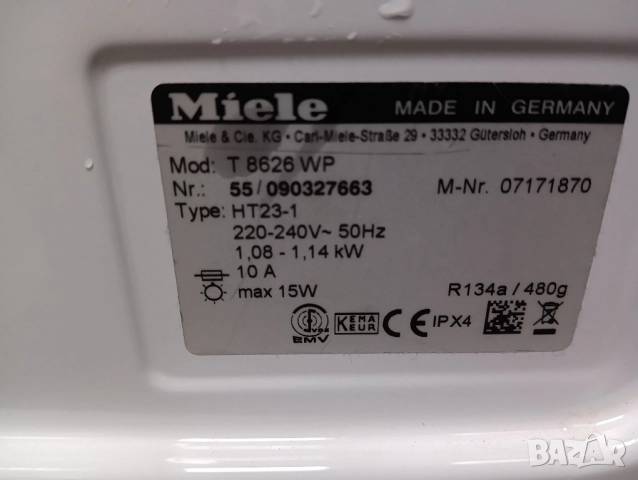 Miele MADE IN GERMANY
Miele & Cie. KG · Carl-Miele-Straße 29 · 33332 Gütersloh · Germany
Mod: T 8626 WP
Nr.: 55/090327663 M-Nr. 07171870
Type: HT23-1
220-240V~ 50Hz
1,08 - 1,14 kW
10 A
max 15W R134a / 480g
EMV KEMA KEUR CE IPX4
BAZAR